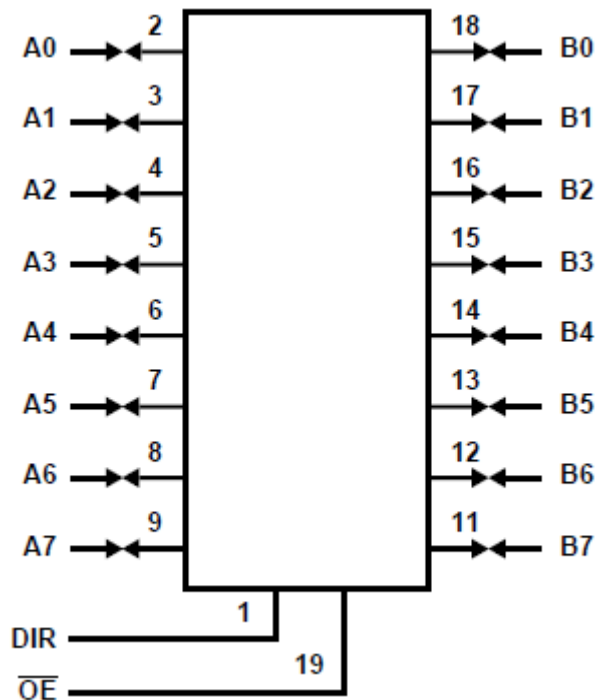 A0 2 18 B0
A1 3 17 B1
A2 4 16 B2
A3 5 15 B3
A4 6 14 B4
A5 7 13 B5
A6 8 12 B6
A7 9 11 B7
DIR 1
O̅E̅ 19